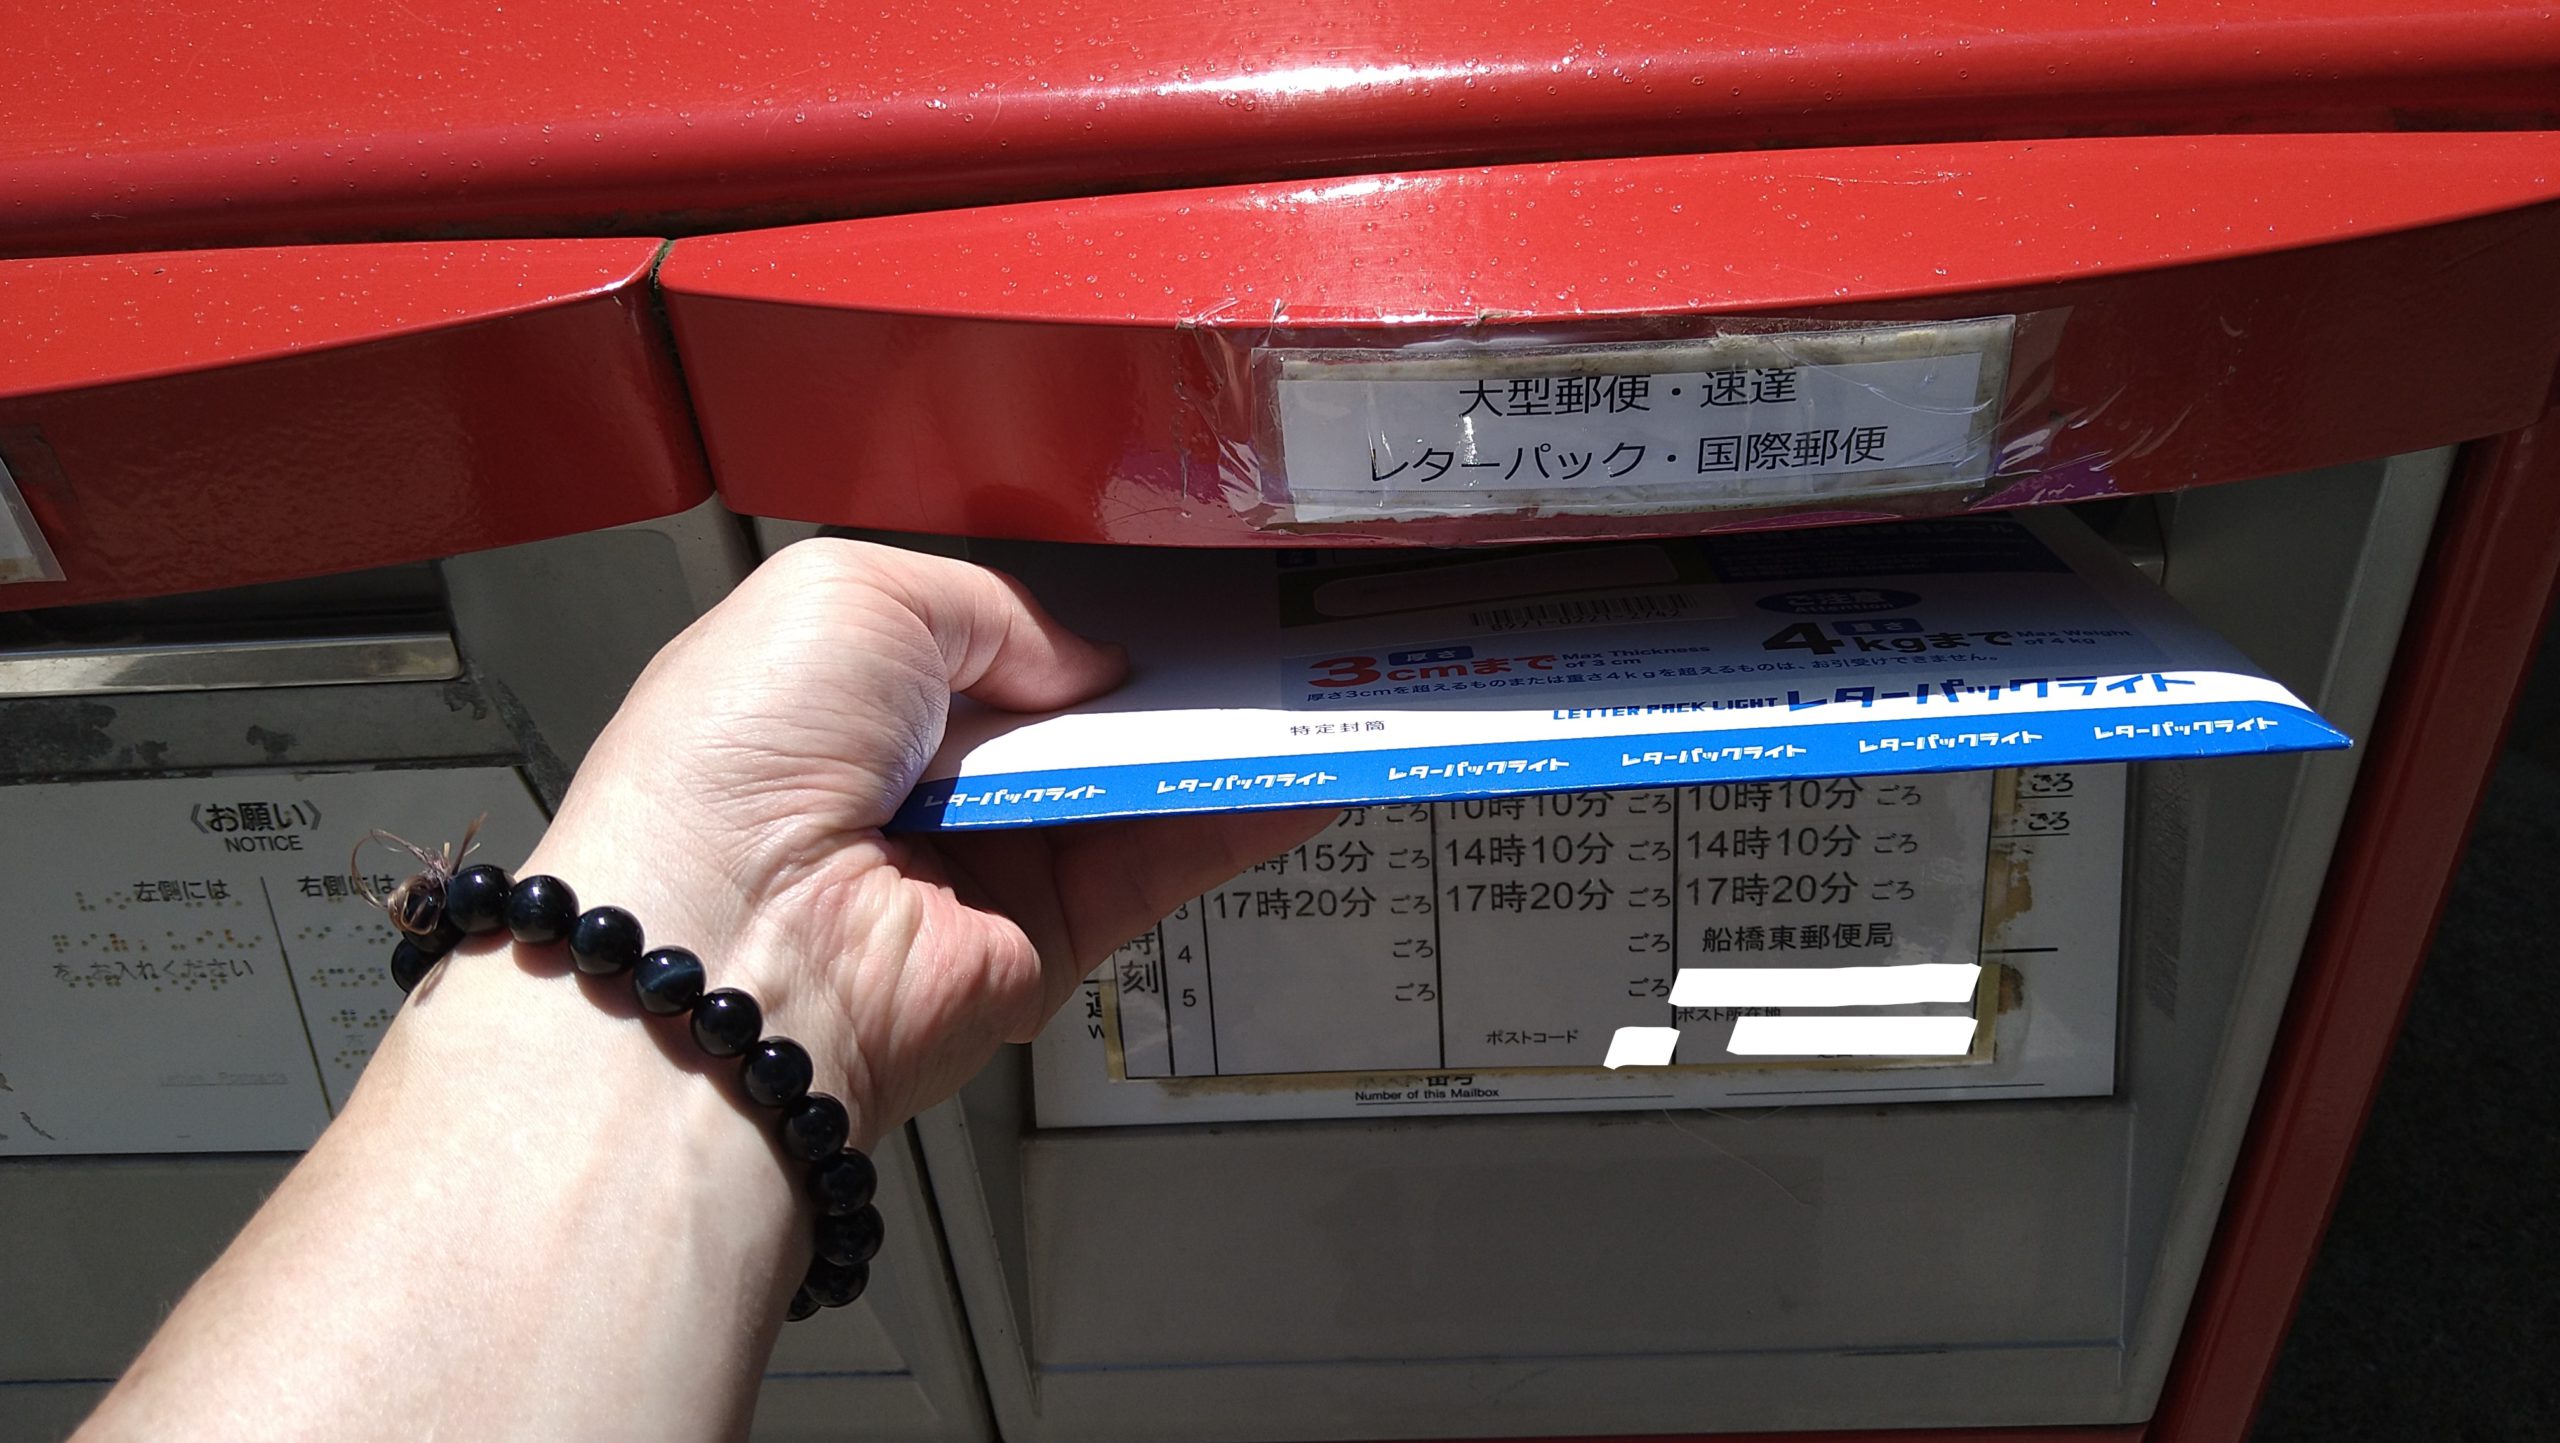 大型郵便・速達
レターパック・国際郵便
ご注意
Attention
厚さ
3cmまで
Max Thickness
of 3 cm
重さ
4kgまで
Max Weight
of 4 kg
厚さ3cmを超えるものまたは重さ4kgを超えるものは、お引受けできません。
特定封筒
LETTER PACK LIGHT レターパックライト
レターパックライト レターパックライト レターパックライト レターパックライト レターパックライト レターパックライト
《お願い》
NOTICE
左側には
右側には
をお入れください
分 ごろ 10時10分 ごろ 10時10分 ごろ
時15分 ごろ 14時10分 ごろ 14時10分 ごろ
3 17時20分 ごろ 17時20分 ごろ 17時20分 ごろ
時 4 ごろ ごろ 船橋東郵便局
刻 5 ごろ ごろ
ポストコード
ポスト所在地
ごろ
ごろ
Number of this Mailbox